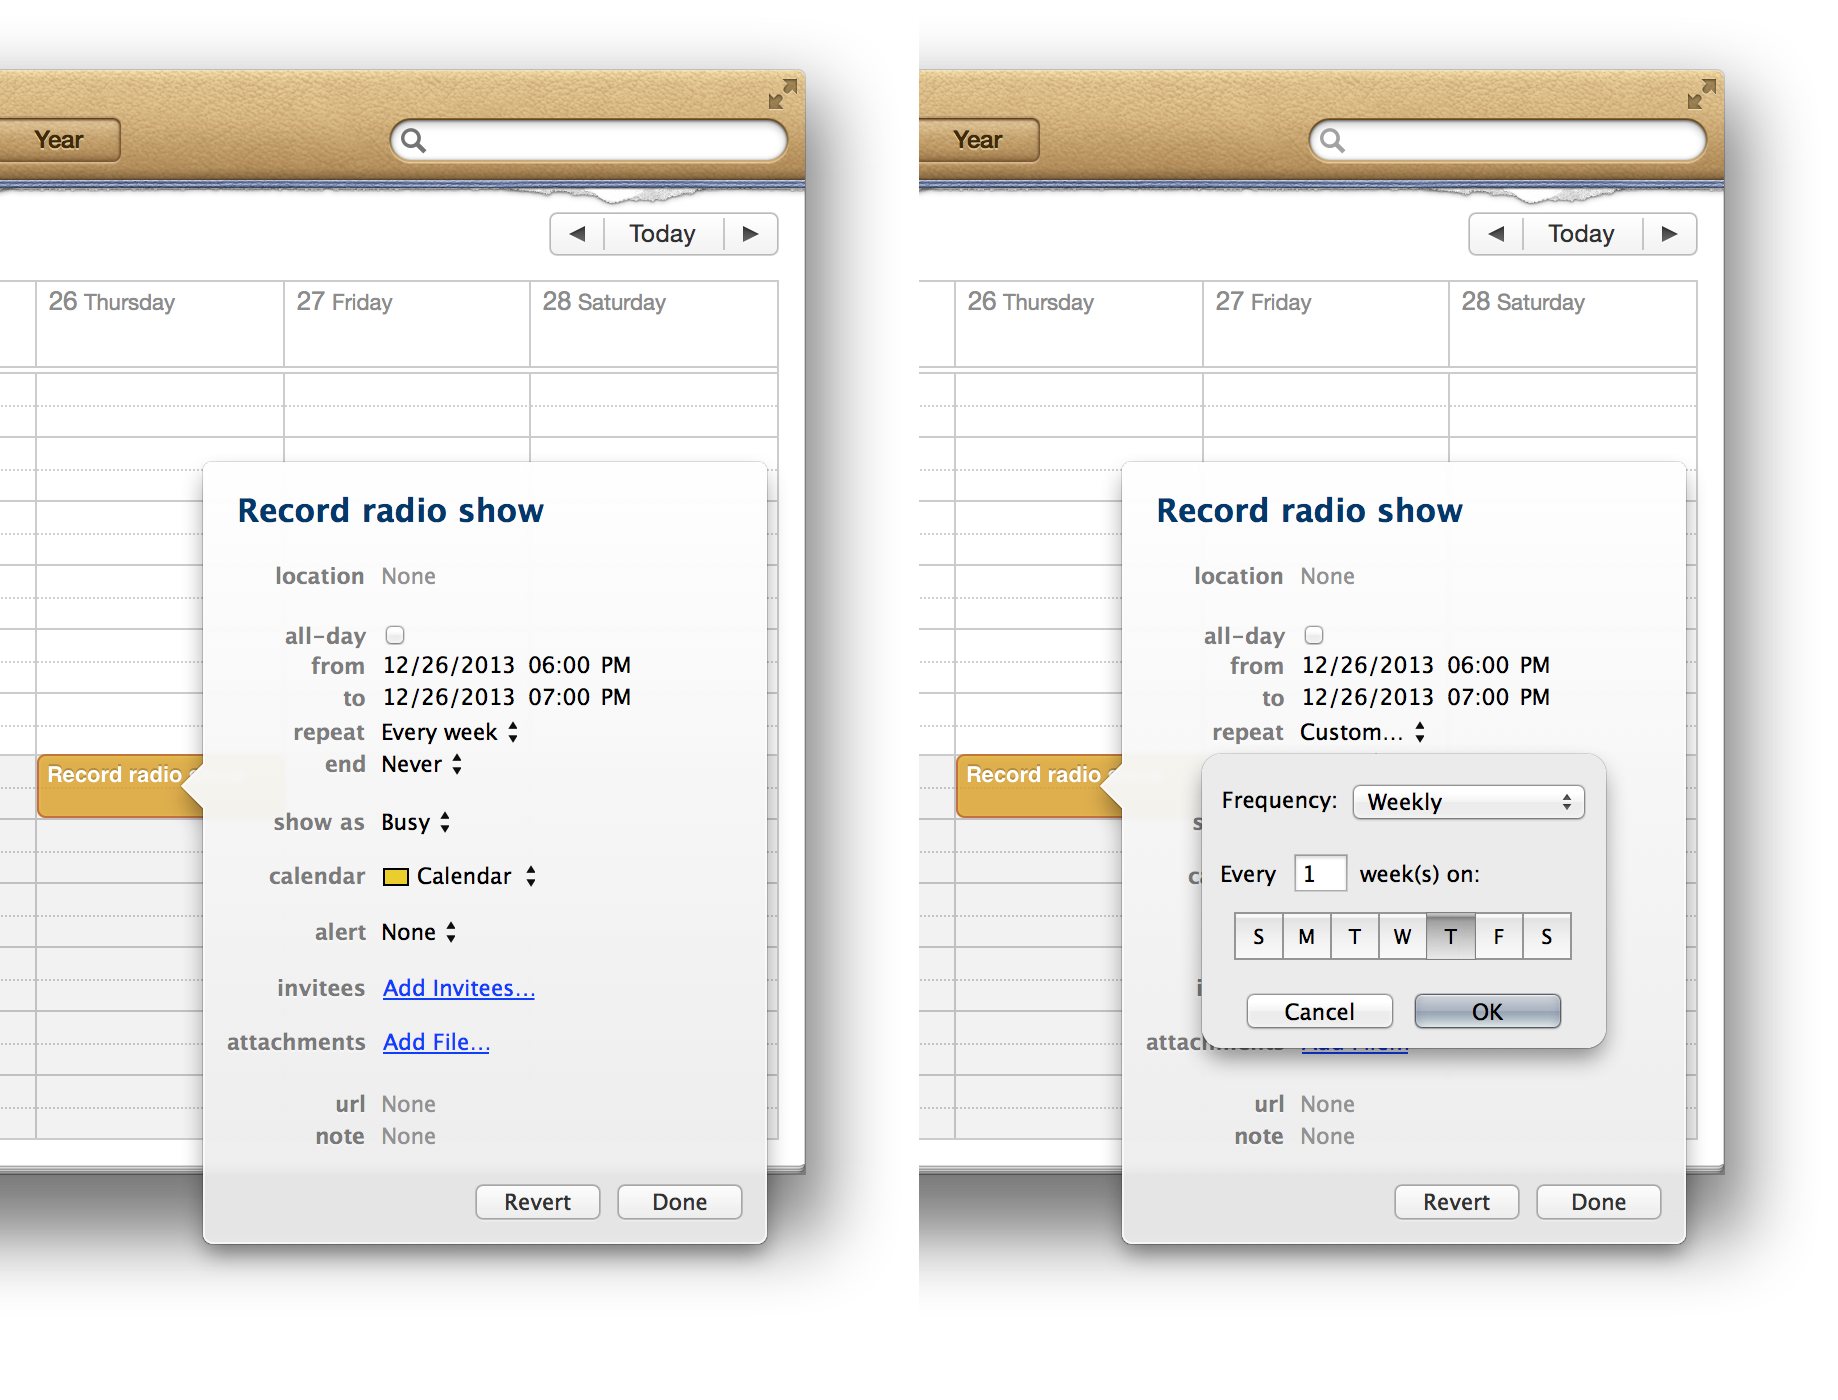 Year
Today
26 Thursday
27 Friday
28 Saturday
Record radio show
location None
all-day
from 12/26/2013 06:00 PM
to 12/26/2013 07:00 PM
repeat Every week
end Never
Record radio
show as Busy
calendar Calendar
alert None
invitees Add Invitees...
attachments Add File...
url None
note None
Revert
Done
Year
Today
26 Thursday
27 Friday
28 Saturday
Record radio show
location None
all-day
from 12/26/2013 06:00 PM
to 12/26/2013 07:00 PM
repeat Custom...
Record radio
Frequency: Weekly
Every 1 week(s) on:
S M T W T F S
Cancel
OK
url None
note None
Revert
Done